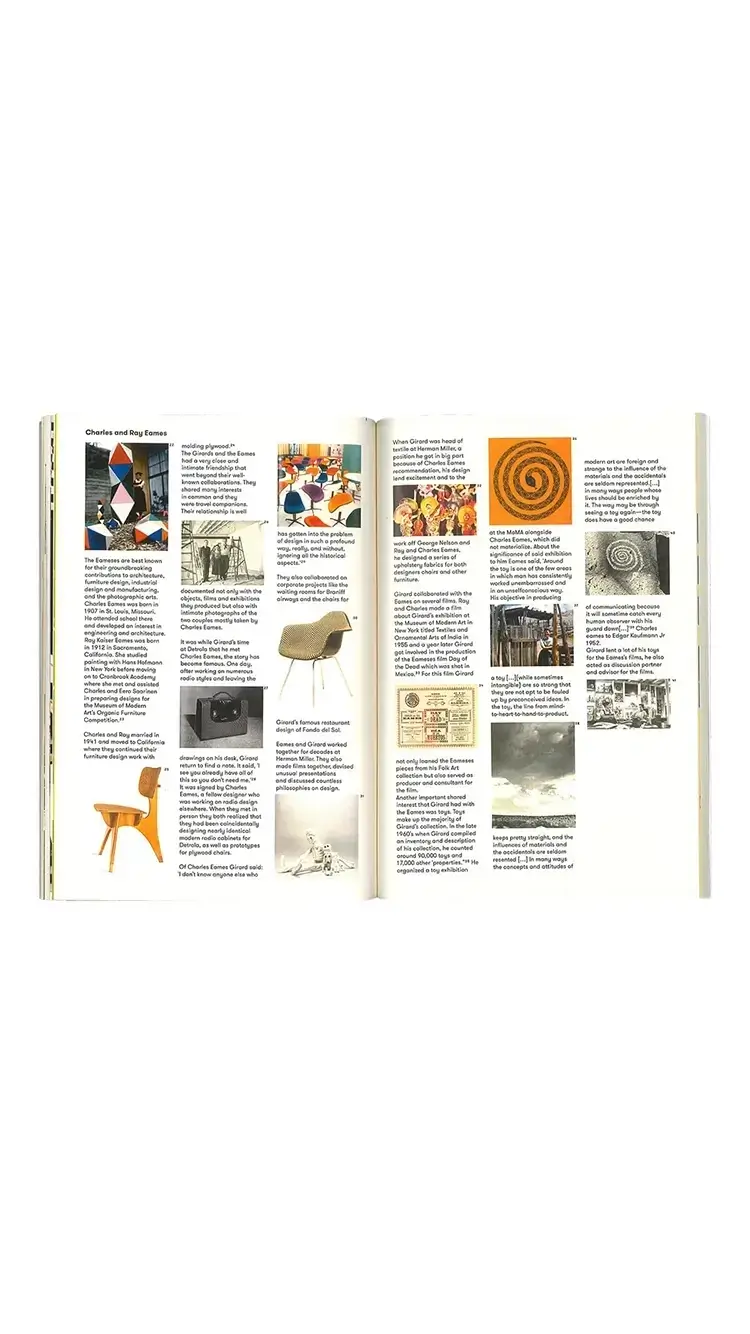 Charles and Ray Eames
The Eameses are best known
for their groundbreaking
contributions to architecture,
furniture design, industrial
design and manufacturing,
and the photographic arts.
Charles Eames was born in
1907 in St. Louis, Missouri.
He attended school there
and developed an interest in
engineering and architecture.
Ray Kaiser Eames was born
in 1912 in Sacramento,
California. She studied
painting with Hans Hofmann
in New York before moving
on to Cranbrook Academy
where she met and assisted
Charles and Eero Saarinen
in preparing designs for
the Museum of Modern
Art's Organic Furniture
Competition.
Charles and Ray married in
1941 and moved to California
where they continued their
furniture design work with
molding plywood.
The Girards and the Eames
had a very close and
intimate friendship that
went beyond their well-
known collaborations. They
shared many interests
in common and they
were travel companions.
Their relationship is well
documented not only with the
objects, films and exhibitions
they produced but also with
intimate photographs of the
two couples mostly taken by
Charles Eames.
It was while Girard's time
at Detrola that he met
Charles Eames, the story has
become famous. One day,
after working on numerous
radio styles and leaving the
drawings on his desk, Girard
return to find a note. It said, 'I
see you already have all of
this so you don't need me.'
It was signed by Charles
Eames, a fellow designer who
was working on radio design
elsewhere. When they met in
person they both realized that
they had been coincidentally
designing nearly identical
modern radio cabinets for
Detrola, as well as prototypes
for plywood chairs.
Of Charles Eames Girard said:
'I don't know anyone else who
has gotten into the problem
of design in such a profound
way, really, and without,
ignoring all the historical
aspects.'
They also collaborated on
corporate projects like the
waiting rooms for Braniff
airways and the chairs for
Girard's famous restaurant
design of Fonda del Sol.
Eames and Girard worked
together for decades at
Herman Miller. They also
made films together, devised
unusual presentations
and discussed countless
philosophies on design.
When Girard was head of
textile at Herman Miller, a
position he got in big part
because of Charles Eames
recommendation, his design
lend excitement and to the
work off George Nelson and
Ray and Charles Eames,
he designed a series of
upholstery fabrics for both
designers chairs and other
furniture.
Girard collaborated with the
Eames on several films. Ray
and Charles made a film
about Girard's exhibition at
the Museum of Modern Art in
New York titled Textiles and
Ornamental Arts of India in
1955 and a year later Girard
got involved in the production
of the Eameses film Day of
the Dead which was shot in
Mexico. For this film Girard
DAY
DEAD
not only loaned the Eameses
pieces from his Folk Art
collection but also served as
producer and consultant for
the film.
Another important shared
interest that Girard had with
the Eames was toys. Toys
make up the majority of
Girard's collection. In the late
1960's when Girard compiled
an inventory and description
of his collection, he counted
around 90,000 toys and
17,000 other 'properties.' He
organized a toy exhibition
at the MoMA alongside
Charles Eames, which did
not materialize. About the
significance of said exhibition
to him Eames said, 'Around
the toy is one of the few areas
in which man has consistently
worked unembarrassed and
in an unselfconscious way.
His objective in producing
a toy [...](while sometimes
intangible) are so strong that
they are not apt to be fouled
up by preconceived ideas. In
the toy, the line from mind-
to-heart-to-hand-to-product,
keeps pretty straight, and the
influences of materials and
the accidentals are seldom
resented [...] In many ways
the concepts and attitudes of
modern art are foreign and
strange to the influence of the
materials and the accidentals
are seldom represented.[...]
in many ways people whose
lives should be enriched by
it. The way may be through
seeing a toy again—the toy
does have a good chance
of communicating because
it will sometime catch every
human observer with his
guard down[...]' Charles
eames to Edgar Kaufmann Jr
1952.
Girard lent a lot of his toys
for the Eames's films, he also
acted as discussion partner
and advisor for the films.